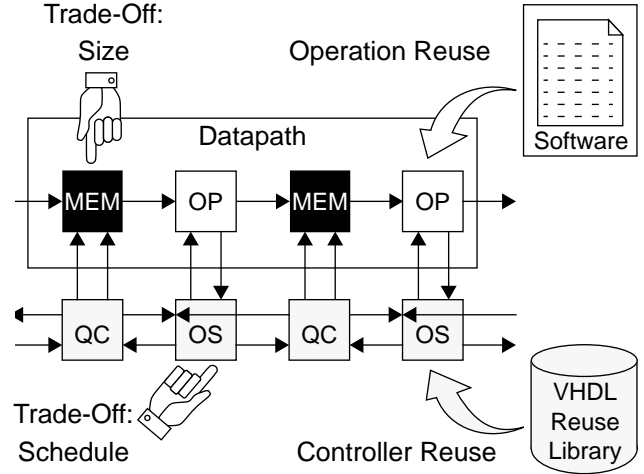 Trade-Off:
Size
Operation Reuse
Software
Datapath
MEM
OP
MEM
OP
QC
OS
QC
OS
Trade-Off:
Schedule
Controller Reuse
VHDL
Reuse
Library